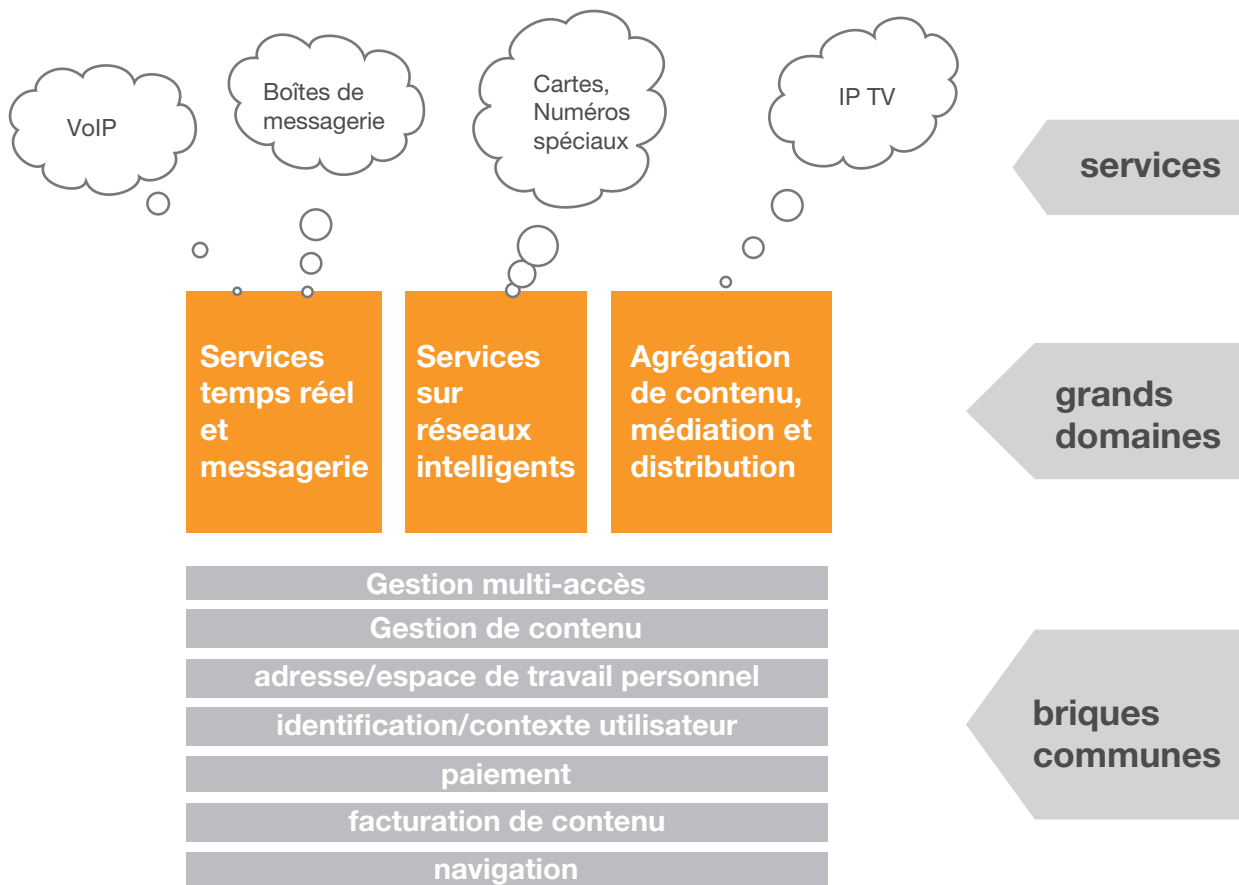 VoIP
Boîtes de
messagerie
Cartes,
Numéros
spéciaux
IP TV
services
Services
temps réel
et
messagerie
Services
sur
réseaux
intelligents
Agrégation
de contenu,
médiation et
distribution
grands
domaines
Gestion multi-accès
Gestion de contenu
adresse/espace de travail personnel
identification/contexte utilisateur
paiement
facturation de contenu
navigation
briques
communes